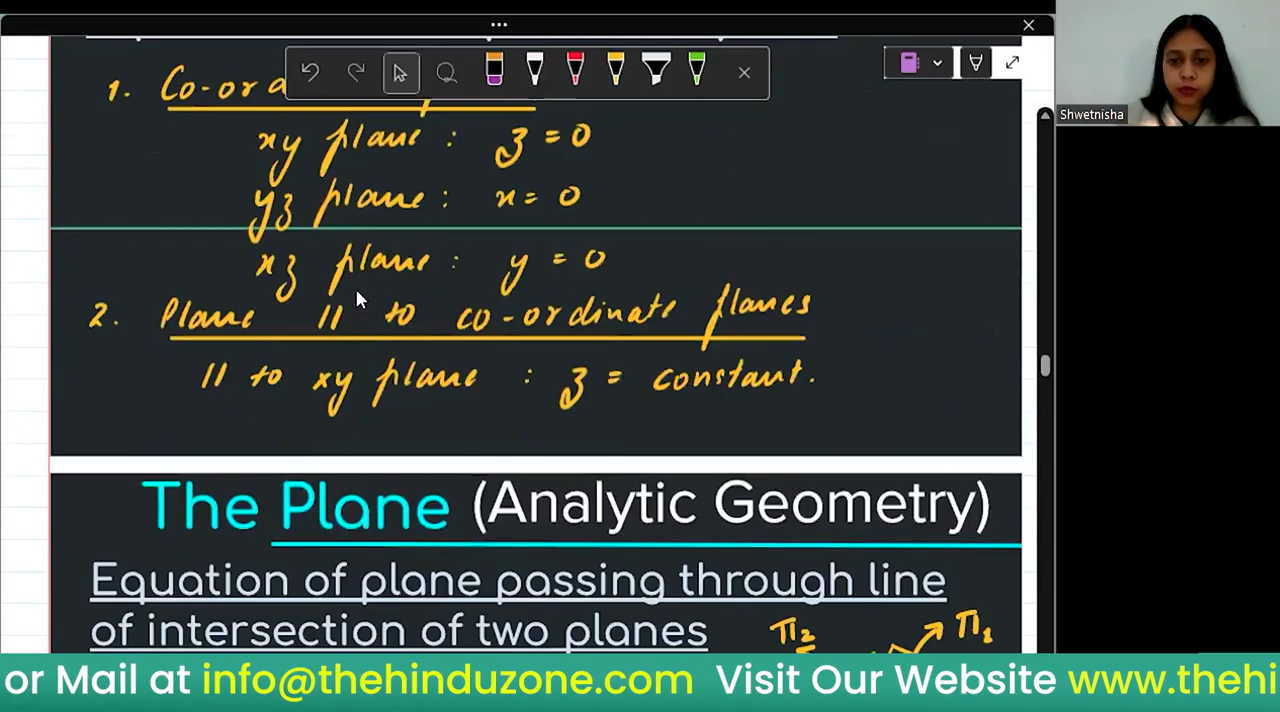 Shwetnisha
1. Co-ord
xy plane : z = 0
yz plane : x = 0
xz plane : y = 0
2. Plane || to co-ordinate planes
|| to xy plane : z = constant.
The Plane (Analytic Geometry)
Equation of plane passing through line
of intersection of two planes
π₂ π₁
or Mail at info@thehinduzone.com Visit Our Website www.thehi